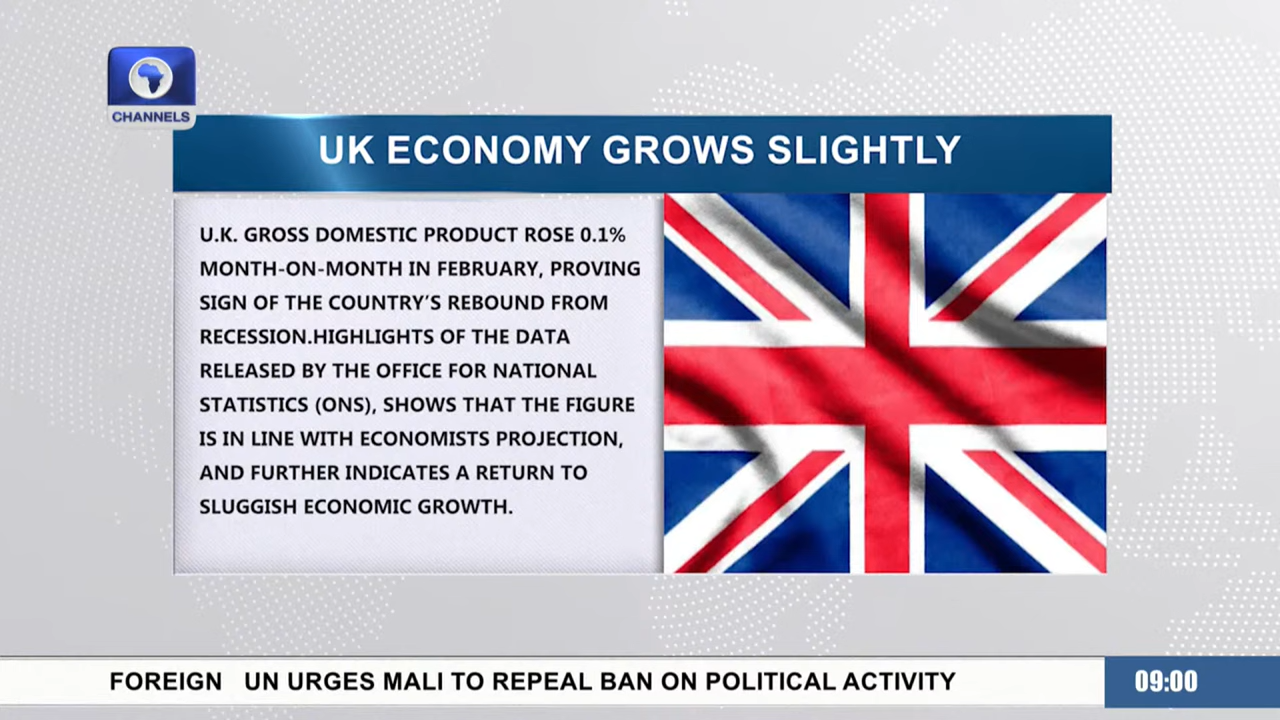 CHANNELS
UK ECONOMY GROWS SLIGHTLY
U.K. GROSS DOMESTIC PRODUCT ROSE 0.1%
MONTH-ON-MONTH IN FEBRUARY, PROVING
SIGN OF THE COUNTRY'S REBOUND FROM
RECESSION.HIGHLIGHTS OF THE DATA
RELEASED BY THE OFFICE FOR NATIONAL
STATISTICS (ONS), SHOWS THAT THE FIGURE
IS IN LINE WITH ECONOMISTS PROJECTION,
AND FURTHER INDICATES A RETURN TO
SLUGGISH ECONOMIC GROWTH.
FOREIGN UN URGES MALI TO REPEAL BAN ON POLITICAL ACTIVITY
09:00